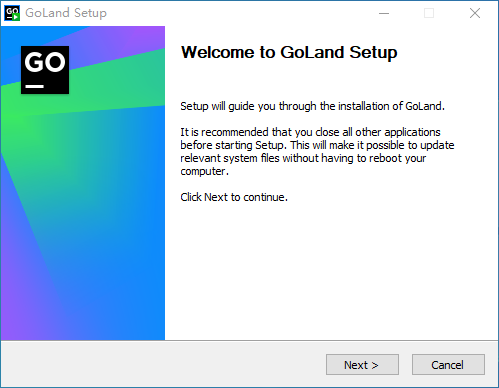 GO GoLand Setup
GO
Welcome to GoLand Setup
Setup will guide you through the installation of GoLand.
It is recommended that you close all other applications
before starting Setup. This will make it possible to update
relevant system files without having to reboot your
computer.
Click Next to continue.
Next > Cancel